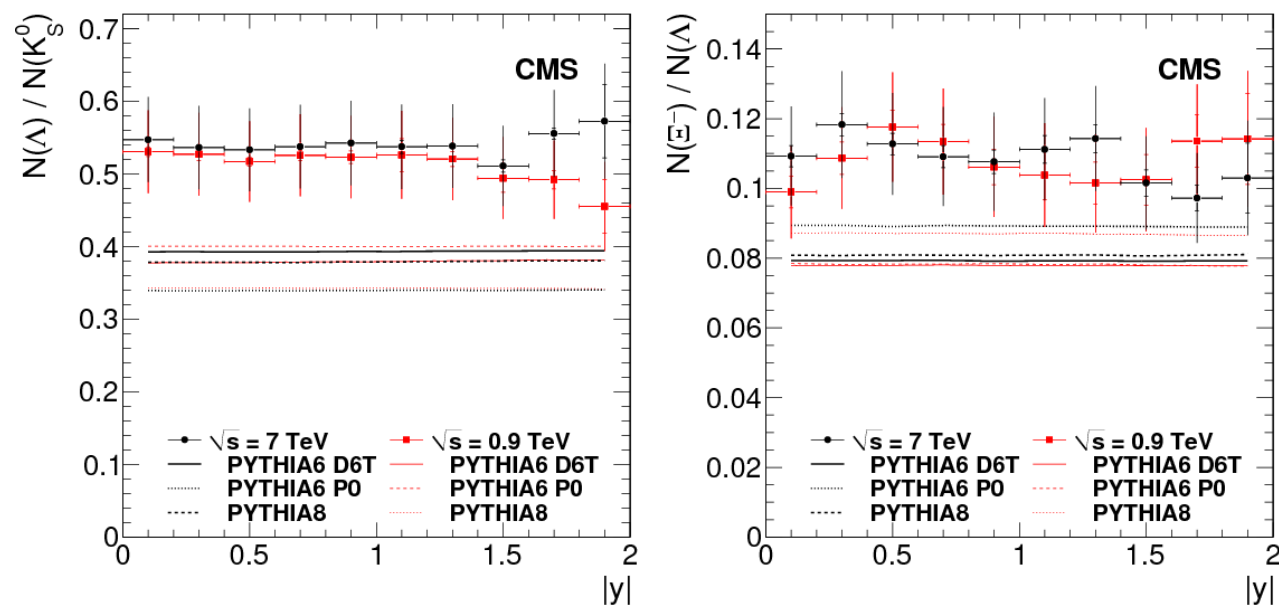 N(Λ) / N(K⁰_S)
0.7
0.6
0.5
0.4
0.3
0.2
0.1
0
CMS
√s = 7 TeV
√s = 0.9 TeV
PYTHIA6 D6T
PYTHIA6 D6T
PYTHIA6 P0
PYTHIA6 P0
PYTHIA8
PYTHIA8
0 0.5 1 1.5 2
|y|
N(Ξ⁻) / N(Λ)
0.14
0.12
0.1
0.08
0.06
0.04
0.02
0
CMS
√s = 7 TeV
√s = 0.9 TeV
PYTHIA6 D6T
PYTHIA6 D6T
PYTHIA6 P0
PYTHIA6 P0
PYTHIA8
PYTHIA8
0 0.5 1 1.5 2
|y|